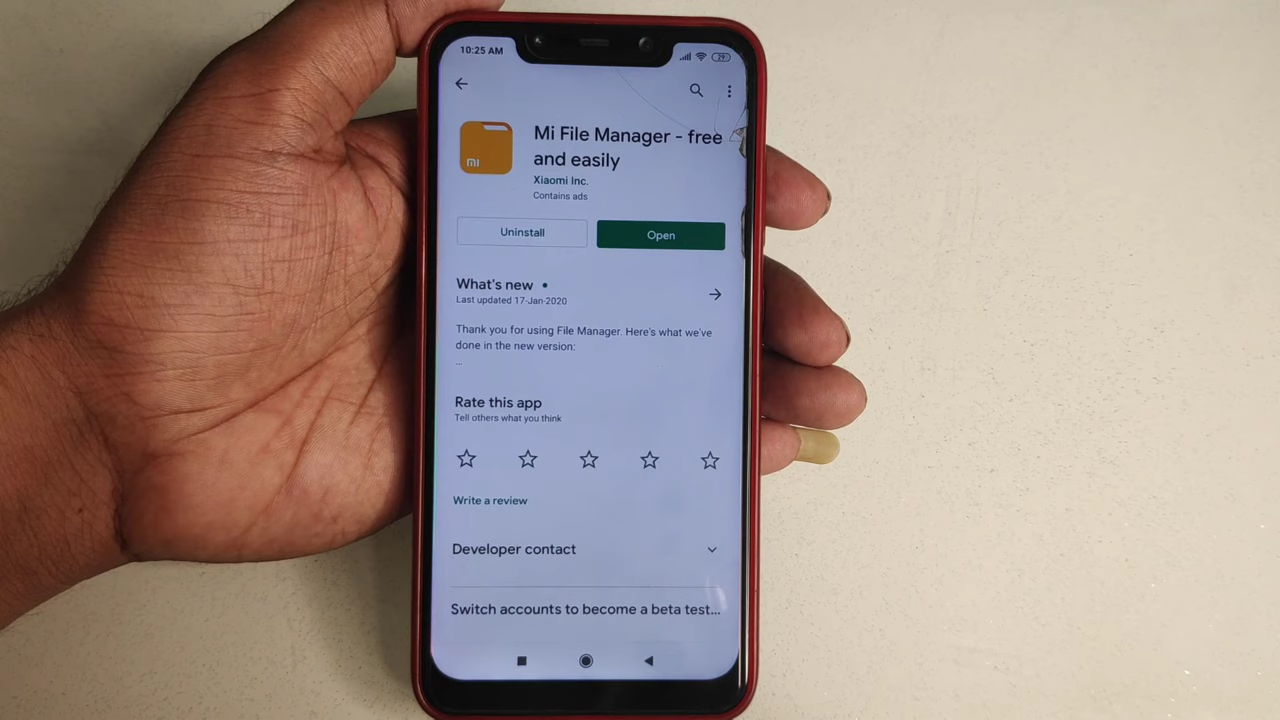 10:25 AM
29
mi
Mi File Manager - free
and easily
Xiaomi Inc.
Contains ads
Uninstall
Open
What's new •
Last updated 17-Jan-2020
Thank you for using File Manager. Here's what we've
done in the new version:
...
Rate this app
Tell others what you think
Write a review
Developer contact
Switch accounts to become a beta test...